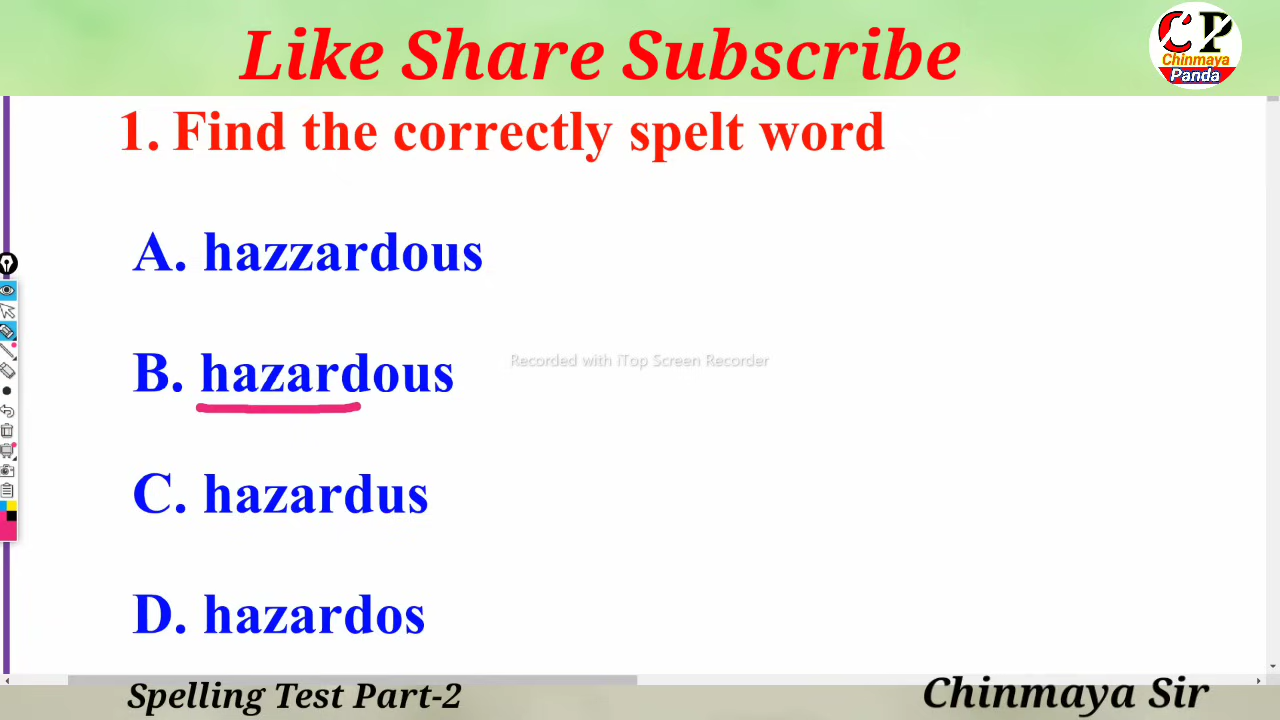 Like Share Subscribe
CP
Chinmaya
Panda
1. Find the correctly spelt word
A. hazzardous
B. hazardous
Recorded with iTop Screen Recorder
C. hazardus
D. hazardos
Spelling Test Part-2
Chinmaya Sir